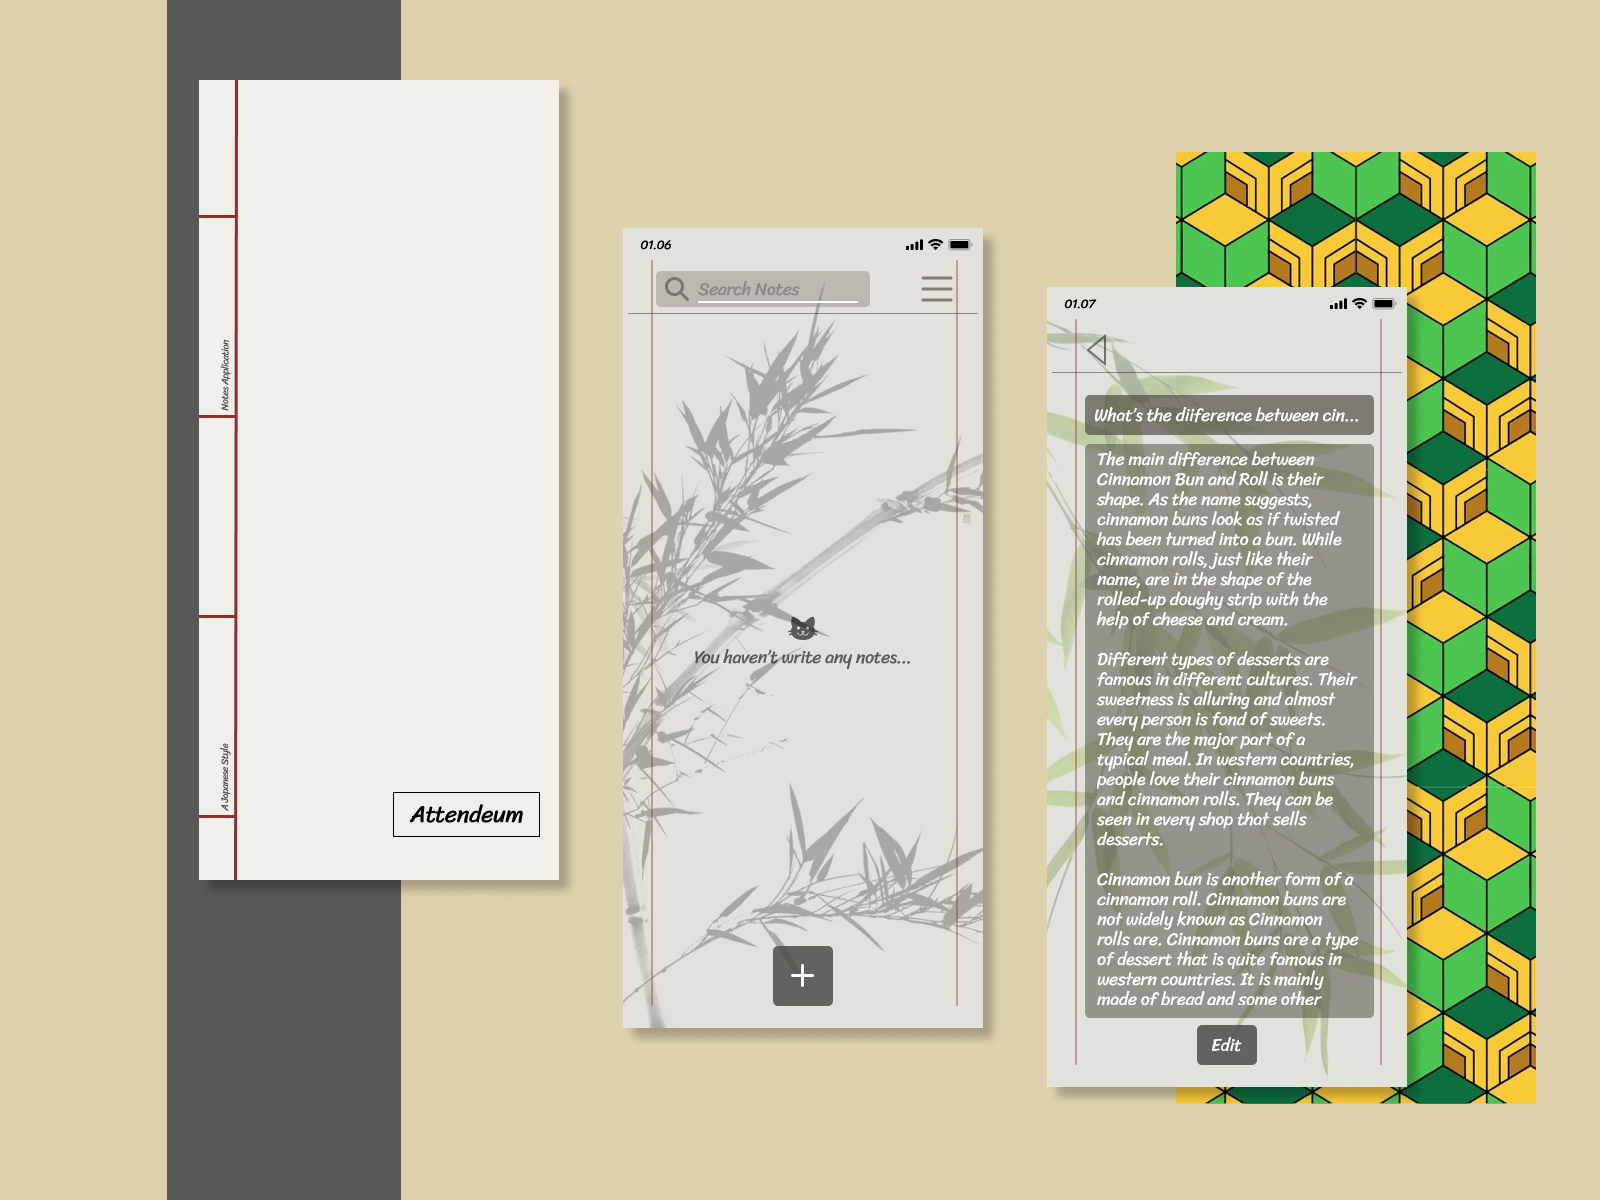 Notes Application
A Japanese Style
Attendeum
01.06
Search Notes
You haven't write any notes...
01.07
What's the diifference between cin...
The main difference between
Cinnamon Bun and Roll is their
shape. As the name suggests,
cinnamon buns look as if twisted
has been turned into a bun. While
cinnamon rolls, just like their
name, are in the shape of the
rolled-up doughy strip with the
help of cheese and cream.
Different types of desserts are
famous in different cultures. Their
sweetness is alluring and almost
every person is fond of sweets.
They are the major part of a
typical meal. In western countries,
people love their cinnamon buns
and cinnamon rolls. They can be
seen in every shop that sells
desserts.
Cinnamon bun is another form of a
cinnamon roll. Cinnamon buns are
not widely known as Cinnamon
rolls are. Cinnamon buns are a type
of dessert that is quite famous in
western countries. It is mainly
made of bread and some other
Edit